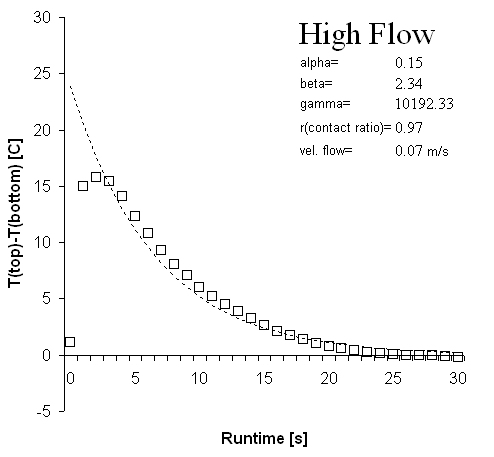 High Flow
alpha= 0.15
beta= 2.34
gamma= 10192.33
r(contact ratio)= 0.97
vel. flow= 0.07 m/s
T(top)-T(bottom) [C]
30
25
20
15
10
5
0
-5
0 5 10 15 20 25 30
Runtime [s]